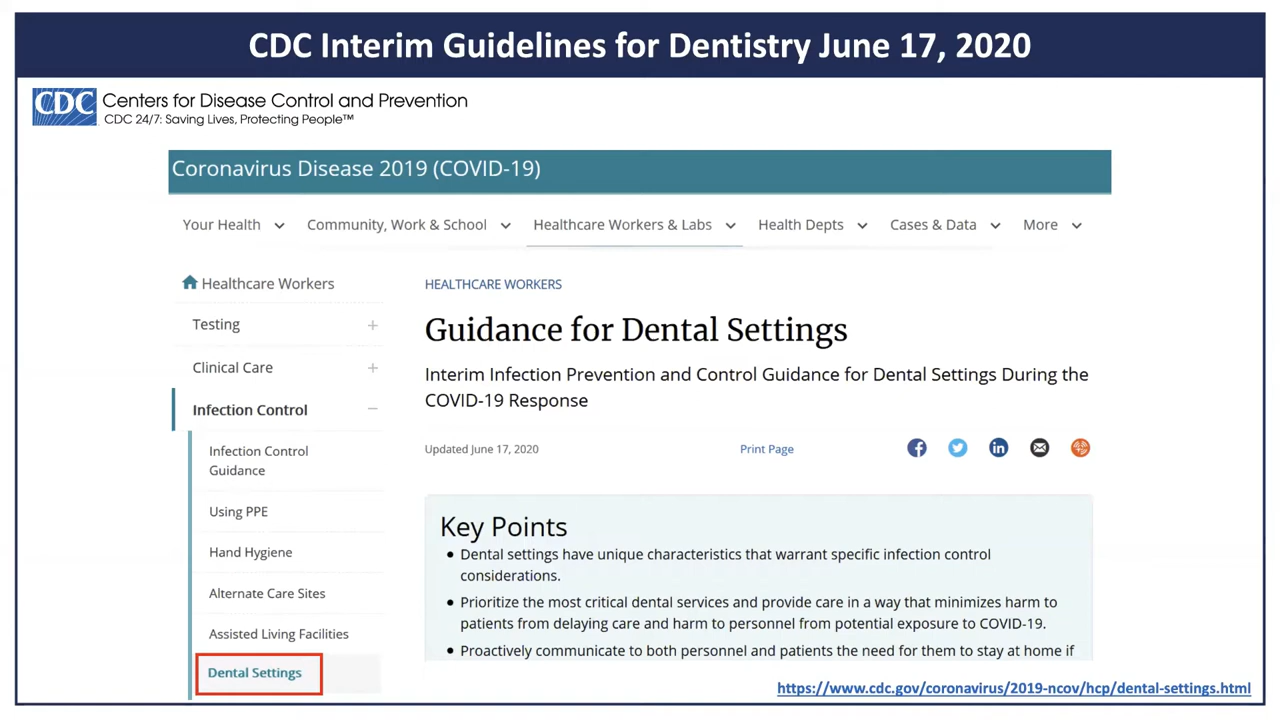 CDC Interim Guidelines for Dentistry June 17, 2020
CDC
Centers for Disease Control and Prevention
CDC 24/7: Saving Lives, Protecting People™
Coronavirus Disease 2019 (COVID-19)
Your Health
Community, Work & School
Healthcare Workers & Labs
Health Depts
Cases & Data
More
Healthcare Workers
Testing
Clinical Care
Infection Control
Infection Control
Guidance
Using PPE
Hand Hygiene
Alternate Care Sites
Assisted Living Facilities
Dental Settings
HEALTHCARE WORKERS
Guidance for Dental Settings
Interim Infection Prevention and Control Guidance for Dental Settings During the
COVID-19 Response
Updated June 17, 2020
Print Page
Key Points
• Dental settings have unique characteristics that warrant specific infection control
considerations.
• Prioritize the most critical dental services and provide care in a way that minimizes harm to
patients from delaying care and harm to personnel from potential exposure to COVID-19.
• Proactively communicate to both personnel and patients the need for them to stay at home if
https://www.cdc.gov/coronavirus/2019-ncov/hcp/dental-settings.html